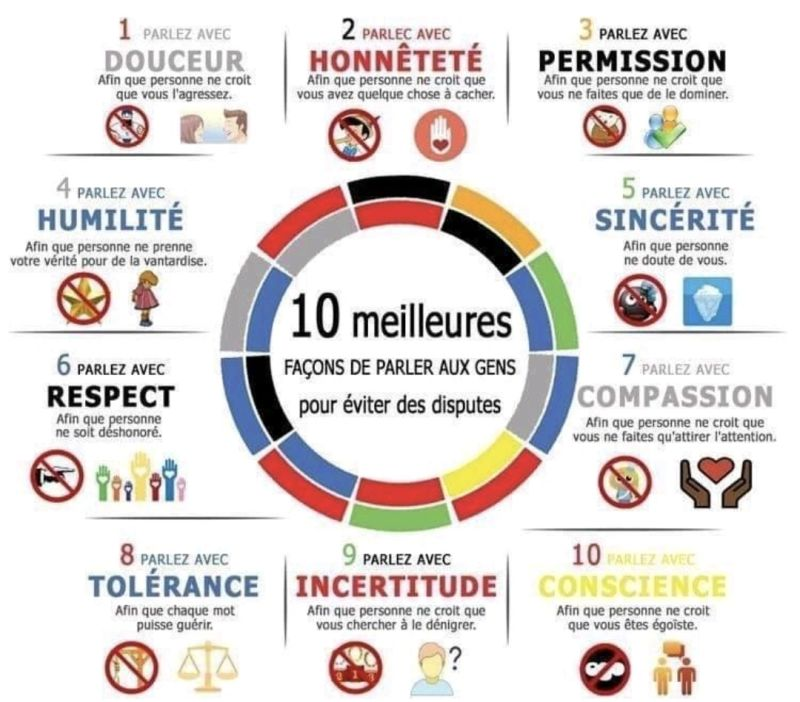 1 PARLEZ AVEC
DOUCEUR
Afin que personne ne croit
que vous l'agressez.
2 PARLEC AVEC
HONNÊTETÉ
Afin que personne ne croit que
vous avez quelque chose à cacher.
3 PARLEZ AVEC
PERMISSION
Afin que personne ne croit que
vous ne faites que de le dominer.
4 PARLEZ AVEC
HUMILITÉ
Afin que personne ne prenne
votre vérité pour de la vantardise.
5 PARLEZ AVEC
SINCÉRITÉ
Afin que personne
ne doute de vous.
10 meilleures
FAÇONS DE PARLER AUX GENS
pour éviter des disputes
6 PARLEZ AVEC
RESPECT
Afin que personne
ne soit déshonoré.
7 PARLEZ AVEC
COMPASSION
Afin que personne ne croit que
vous ne faites qu'attirer l'attention.
8 PARLEZ AVEC
TOLÉRANCE
Afin que chaque mot
puisse guérir.
9 PARLEZ AVEC
INCERTITUDE
Afin que personne ne croit que
vous chercher à le dénigrer.
2 1 3
?
10 PARLEZ AVEC
CONSCIENCE
Afin que personne ne croit
que vous êtes égoïste.